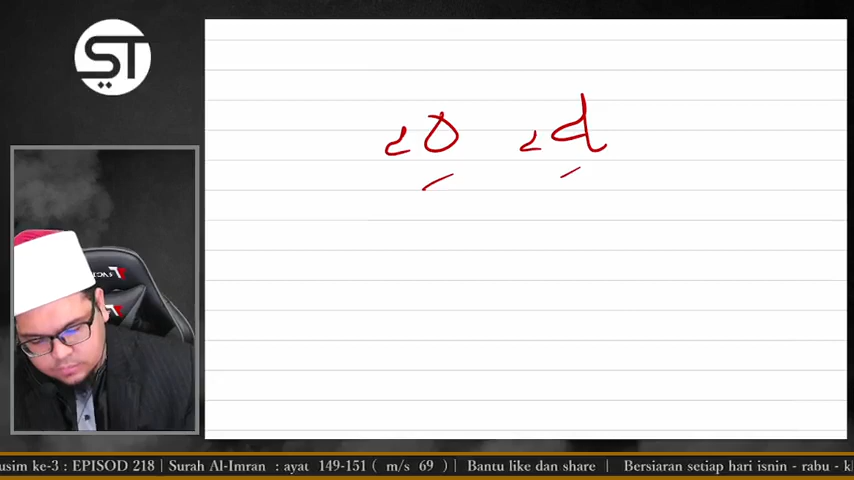 ST
ـهِۦ هِۦ
usim ke-3 : EPISOD 218 | Surah Al-Imran : ayat 149-151 ( m/s 69 ) | Bantu like dan share | Bersiaran setiap hari isnin - rabu - k